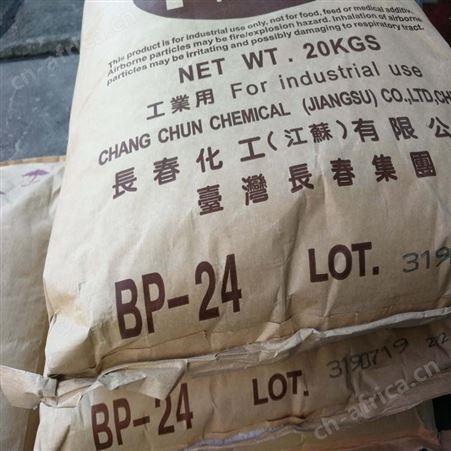 This product is for industrial use only, not for food, feed or medical additive.
Airborne particles may be fire/explosion hazard. Inhalation of airborne
particles may be irritating and possibly damaging to respiratory tract.
NET WT. 20KGS
工業用 For industrial use
CHANG CHUN CHEMICAL (JIANGSU) CO.,LTD,CHI
長春化工(江蘇)有限公
臺灣長春集團
BP-24 LOT. 319
BP-24 LOT. 3190719 202
ch-africa.cn